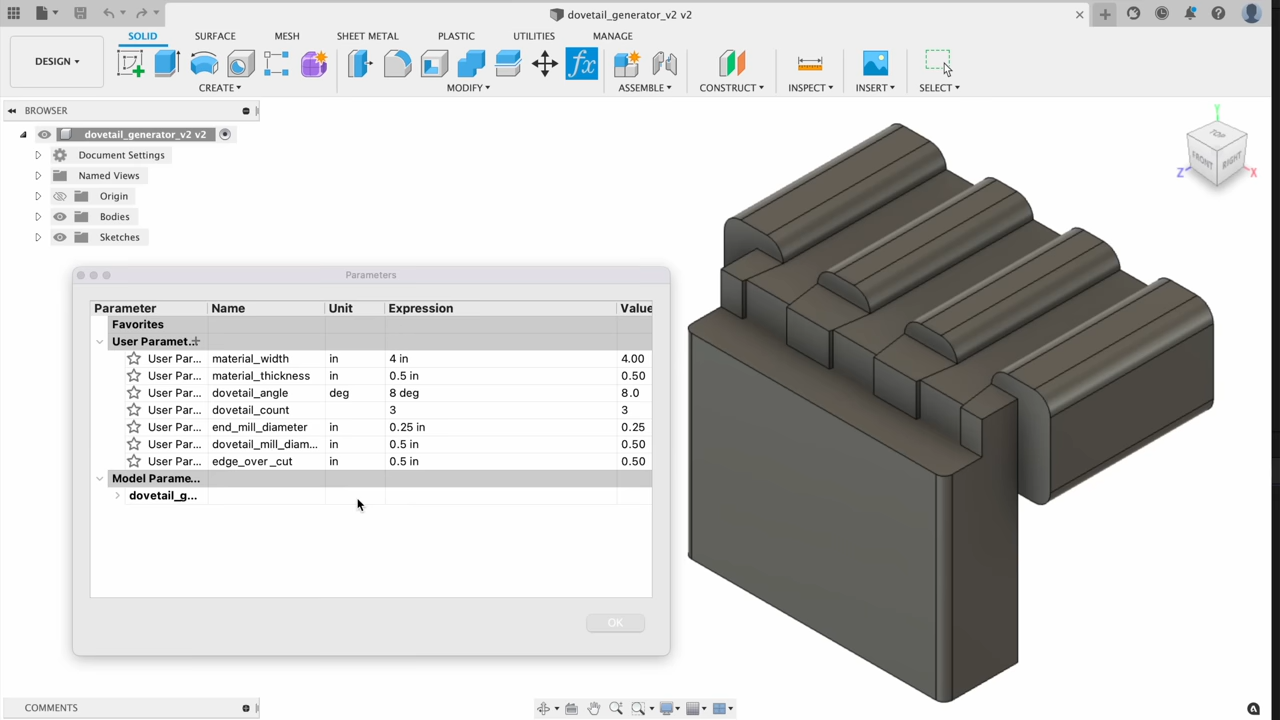 dovetail_generator_v2 v2
SOLID SURFACE MESH SHEET METAL PLASTIC UTILITIES MANAGE
DESIGN
CREATE MODIFY ASSEMBLE CONSTRUCT INSPECT INSERT SELECT
BROWSER
dovetail_generator_v2 v2
Document Settings
Named Views
Origin
Bodies
Sketches
Parameters
Parameter Name Unit Expression Value
Favorites
User Paramet...
User Par... material_width in 4 in 4.00
User Par... material_thickness in 0.5 in 0.50
User Par... dovetail_angle deg 8 deg 8.0
User Par... dovetail_count 3 3
User Par... end_mill_diameter in 0.25 in 0.25
User Par... dovetail_mill_diam... in 0.5 in 0.50
User Par... edge_over_cut in 0.5 in 0.50
Model Parame...
dovetail_g...
OK
Y
TOP
FRONT RIGHT
Z X
COMMENTS